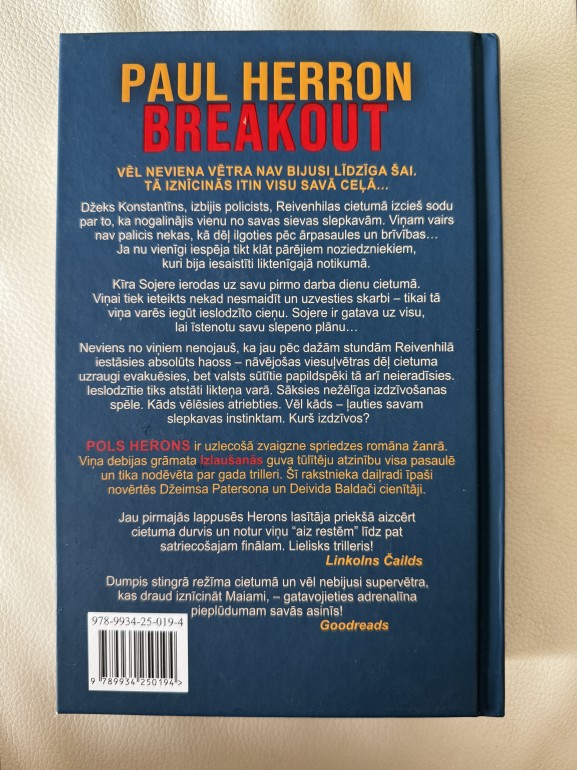 PAUL HERRON
BREAKOUT
VĒL NEVIENA VĒTRA NAV BIJUSI LĪDZĪGA ŠAI.
TĀ IZNĪCINĀS ITIN VISU SAVĀ CEĻĀ...
Džeks Konstantīns, izbijis policists, Reivenhilas cietumā izcieš sodu
par to, ka nogalinājis vienu no savas sievas slepkavām. Viņam vairs
nav palicis nekas, kā dēļ ilgoties pēc ārpasaules un brīvības...
Ja nu vienīgi iespēja tikt klāt pārējiem noziedzniekiem,
kuri bija iesaistīti liktenīgajā notikumā.
Kīra Sojere ierodas uz savu pirmo darba dienu cietumā.
Viņai tiek ieteikts nekad nesmaidīt un uzvesties skarbi – tikai tā
viņa varēs iegūt ieslodzīto cieņu. Sojere ir gatava uz visu,
lai īstenotu savu slepeno plānu...
Neviens no viņiem nenojauš, ka jau pēc dažām stundām Reivenhilā
iestāsies absolūts haoss – nāvējošas viesuļvētras dēļ cietuma
uzraugi evakuēsies, bet valsts sūtītie papildspēki tā arī neieradīsies.
Ieslodzītie tiks atstāti likteņa varā. Sāksies nežēlīga izdzīvošanas
spēle. Kāds vēlēsies atriebties. Vēl kāds – ļauties savam
slepkavas instinktam. Kurš izdzīvos?
POLS HERONS ir uzlecošā zvaigzne spriedzes romāna žanrā.
Viņa debijas grāmata Izlaušanās guva tūlītēju atzinību visa pasaulē
un tika nodēvēta par gada trilleri. Šī rakstnieka daiļradi īpaši
novērtēs Džeimsa Patersona un Deivida Baldači cienītāji.
Jau pirmajās lappusēs Herons lasītāja priekšā aizcērt
cietuma durvis un notur viņu “aiz restēm” līdz pat
satriecošajam finālam. Lielisks trilleris!
Linkolns Čailds
Dumpis stingrā režīma cietumā un vēl nebijusi supervētra,
kas draud iznīcināt Maiami, – gatavojieties adrenalīna
pieplūdumam savās asinīs!
Goodreads
978-9934-25-019-4
9 789934 250194 >